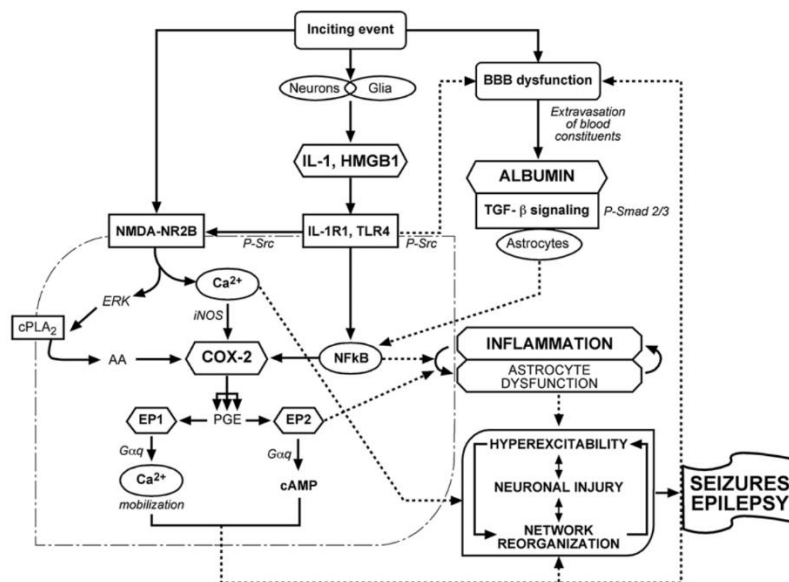 Inciting event
Neurons
Glia
BBB dysfunction
Extravasation
of blood
constituents
IL-1, HMGB1
ALBUMIN
TGF- β signaling
P-Smad 2/3
Astrocytes
NMDA-NR2B
P-Src
IL-1R1, TLR4
P-Src
Ca²⁺
ERK
iNOS
cPLA₂
AA
COX-2
NFkB
INFLAMMATION
ASTROCYTE
DYSFUNCTION
EP1
PGE
EP2
Gαq
Gαq
Ca²⁺
mobilization
cAMP
HYPEREXCITABILITY
NEURONAL INJURY
NETWORK
REORGANIZATION
SEIZURES
EPILEPSY